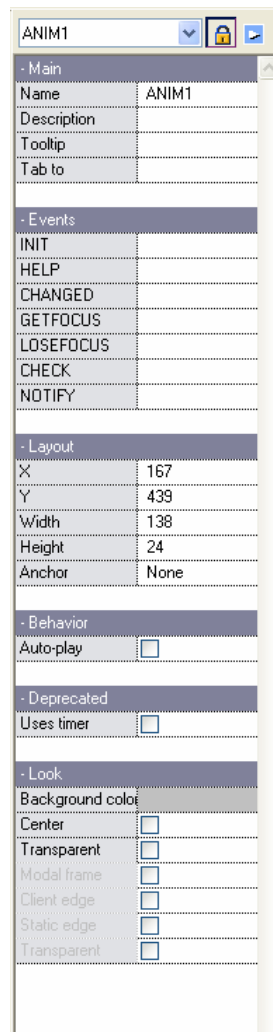 ANIM1
- Main
Name ANIM1
Description
Tooltip
Tab to
- Events
INIT
HELP
CHANGED
GETFOCUS
LOSEFOCUS
CHECK
NOTIFY
- Layout
X 167
Y 439
Width 138
Height 24
Anchor None
- Behavior
Auto-play
- Deprecated
Uses timer
- Look
Background color
Center
Transparent
Modal frame
Client edge
Static edge
Transparent